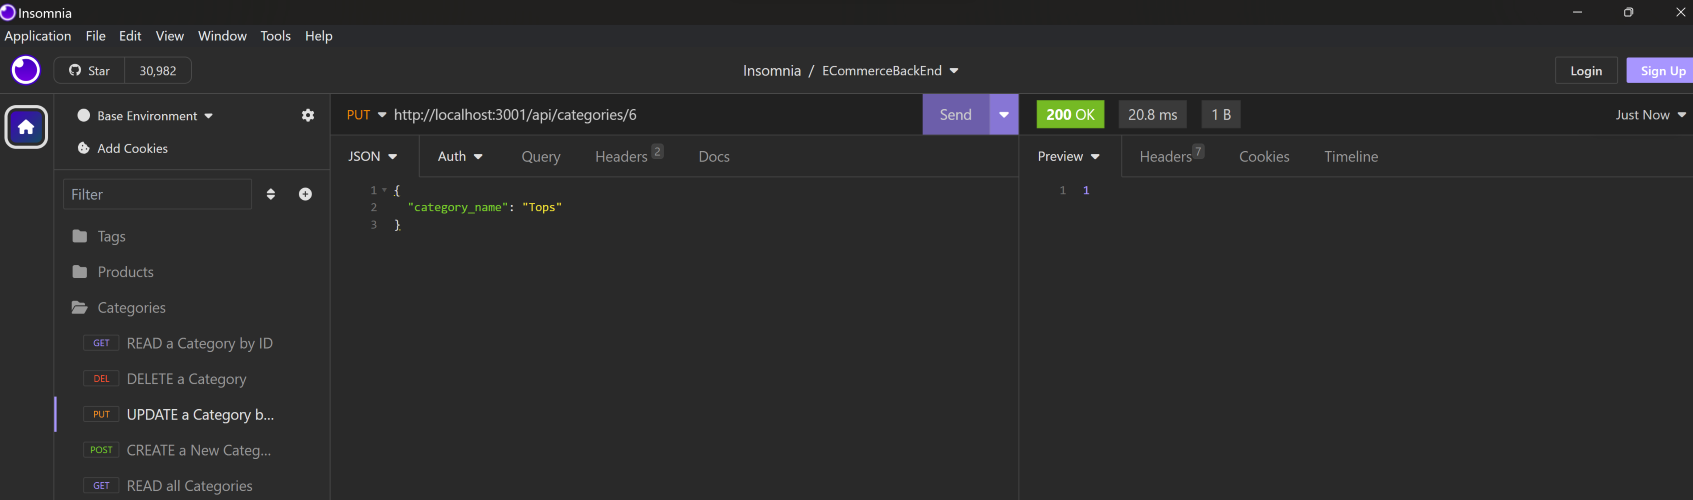 Insomnia
Application File Edit View Window Tools Help
Star 30,982
Insomnia / ECommerceBackEnd
Login
Sign Up
Base Environment
Add Cookies
Filter
Tags
Products
Categories
GET READ a Category by ID
DEL DELETE a Category
PUT UPDATE a Category b...
POST CREATE a New Categ...
GET READ all Categories
PUT http://localhost:3001/api/categories/6
Send
JSON Auth Query Headers 2 Docs
1 {
2 "category_name": "Tops"
3 }
200 OK 20.8 ms 1 B
Just Now
Preview Headers 7 Cookies Timeline
1 1